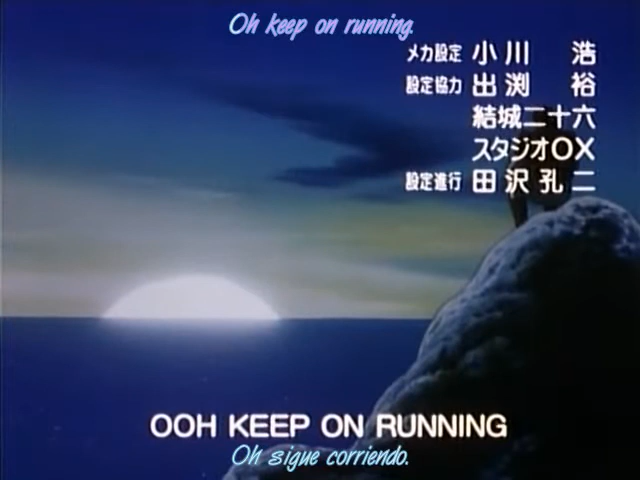 Oh keep on running.
メカ設定 小川 浩
設定協力 出渕 裕
結城二十六
スタジオOX
設定進行 田沢孔二
OOH KEEP ON RUNNING
Oh sigue corriendo.